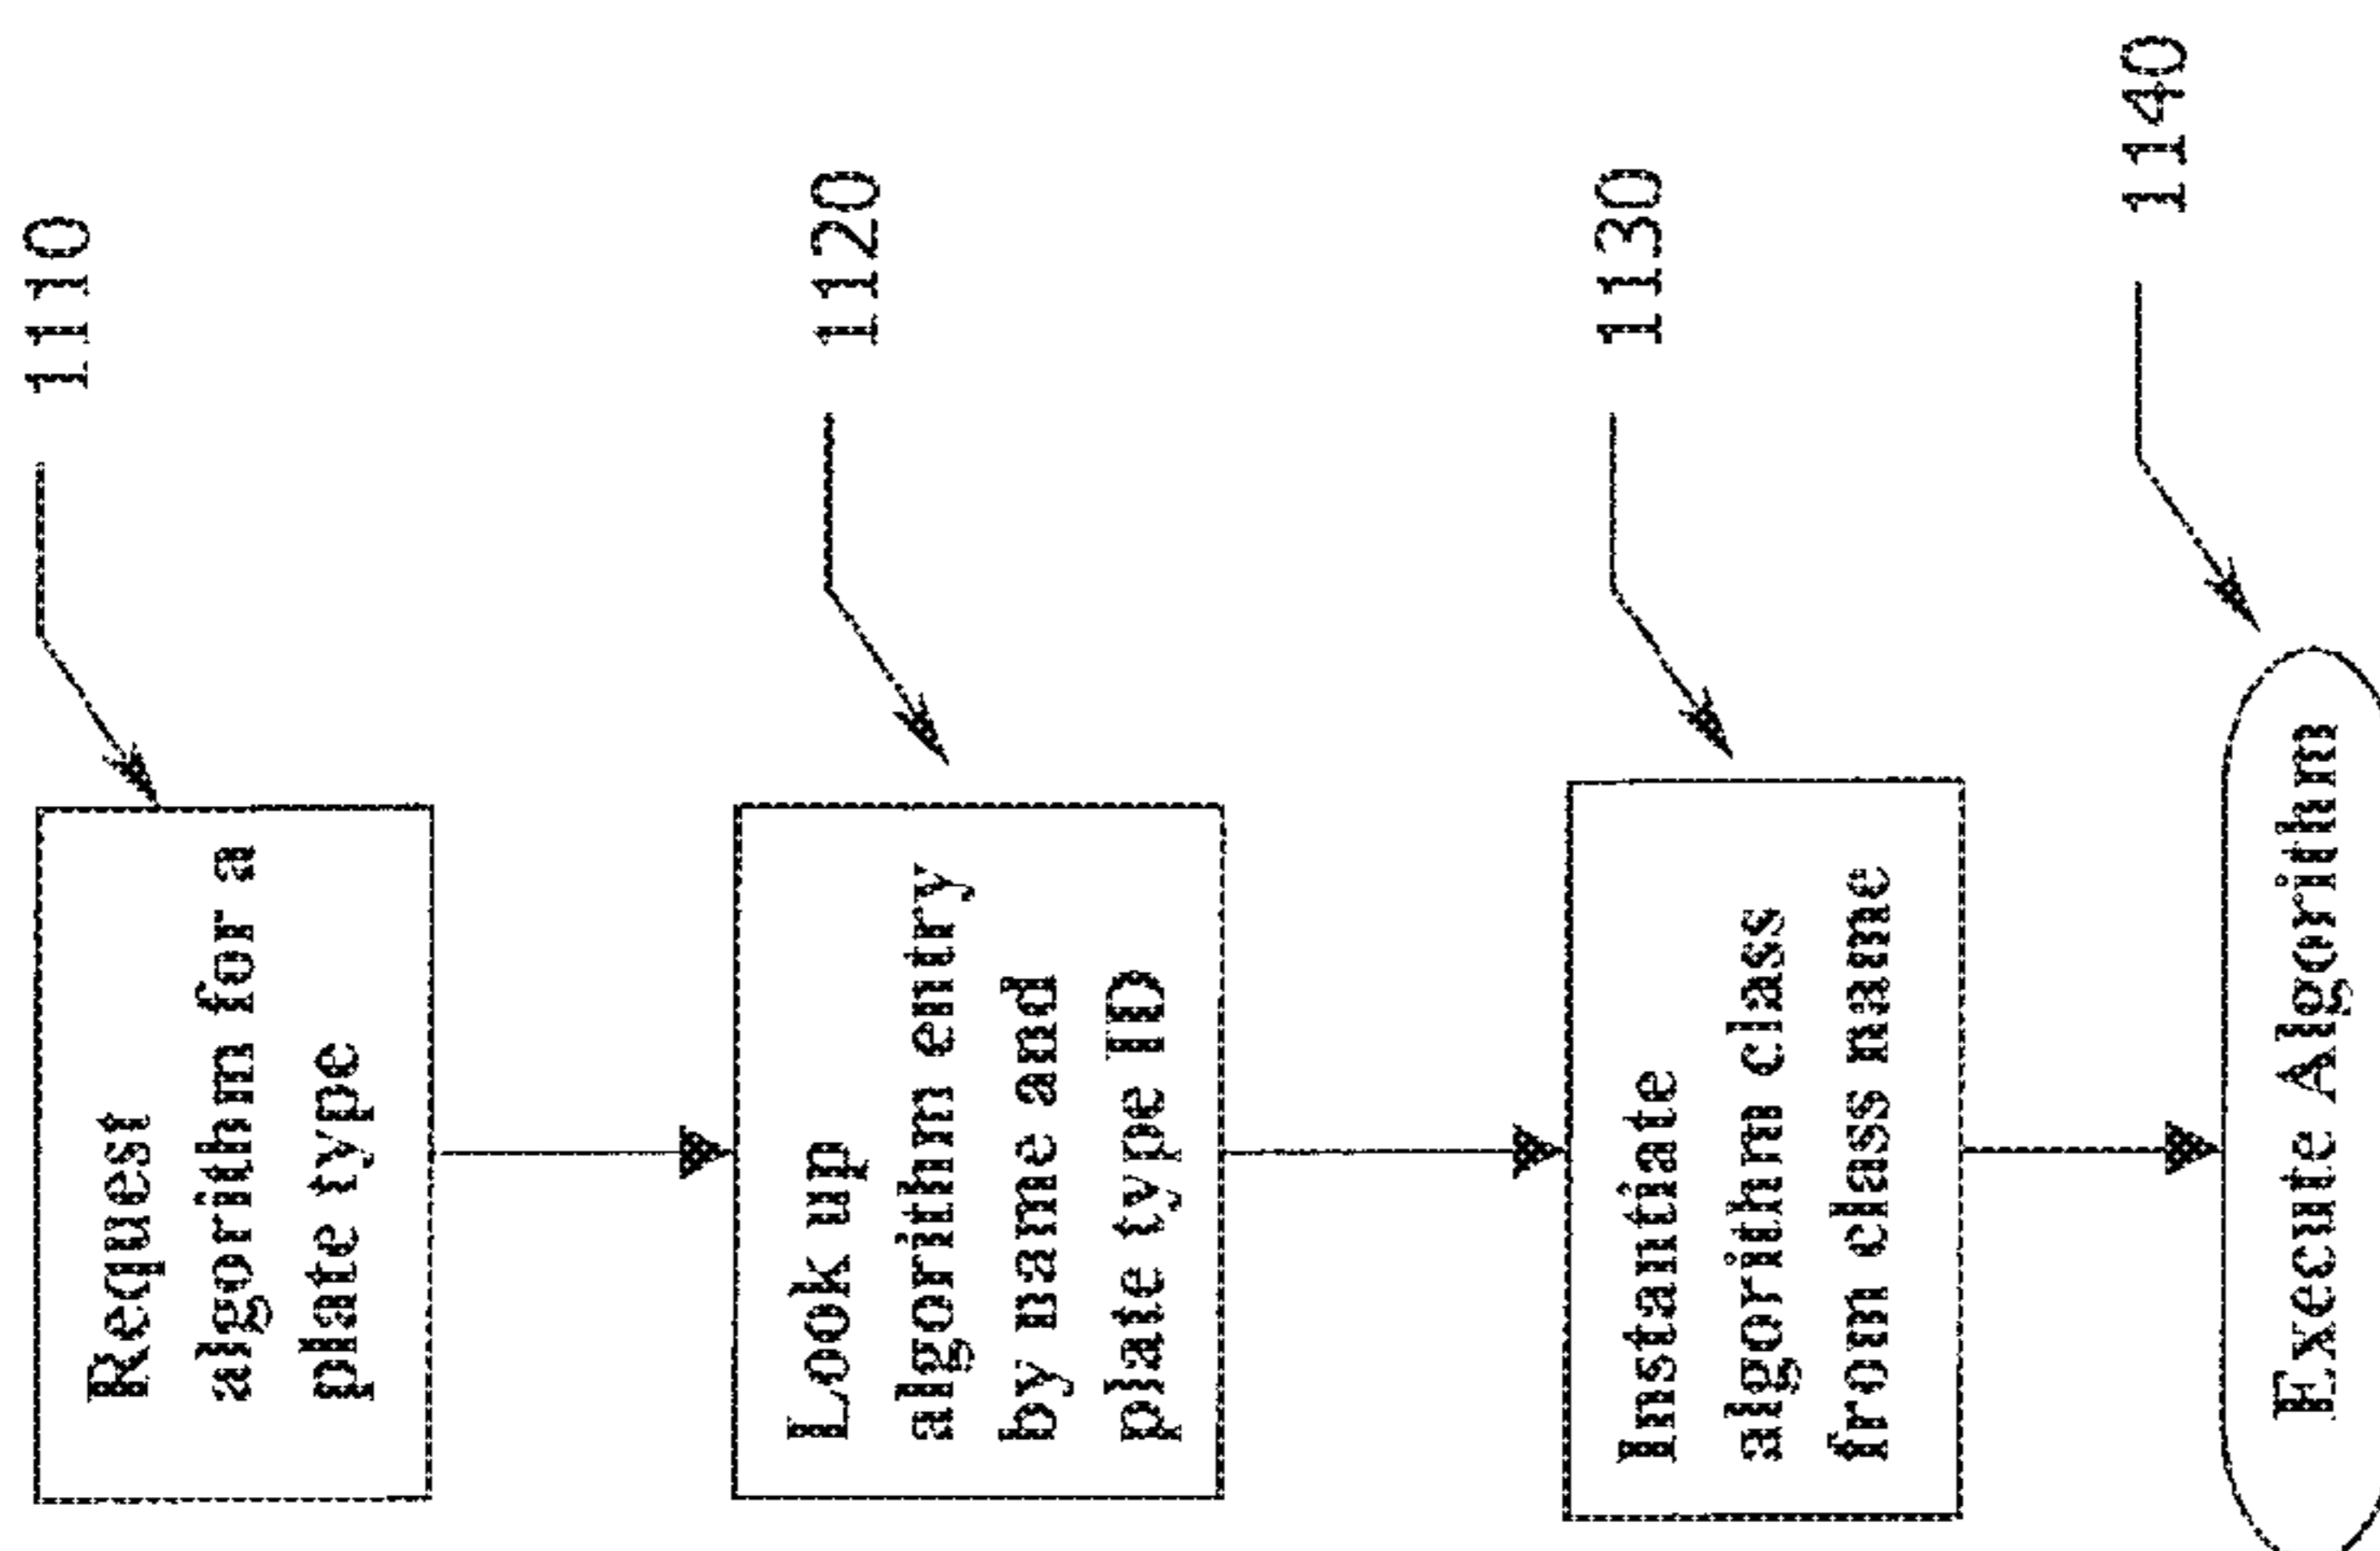 1110
Request
algorithm for a
plate type
1120
Look up
algorithm entry
by name and
plate type ID
1130
Instantiate
algorithm class
from class name
1140
Execute Algorithm